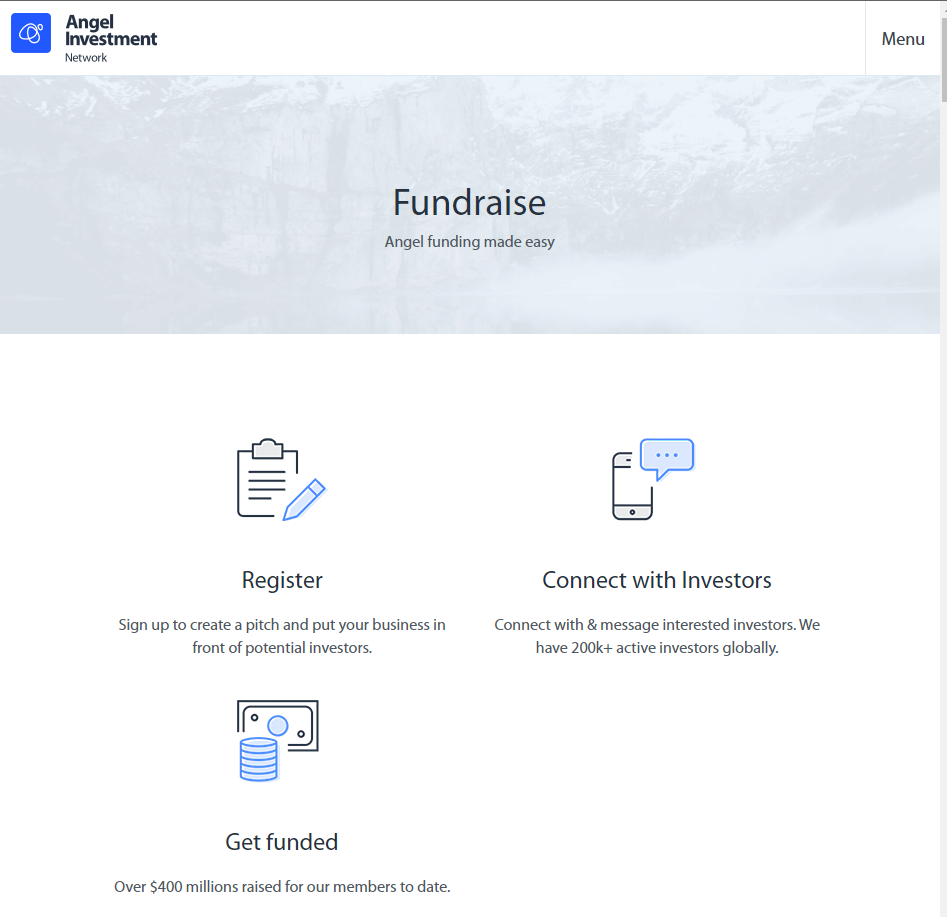 Angel
Investment
Network
Menu
Fundraise
Angel funding made easy
Register
Sign up to create a pitch and put your business in
front of potential investors.
Connect with Investors
Connect with & message interested investors. We
have 200k+ active investors globally.
Get funded
Over $400 millions raised for our members to date.